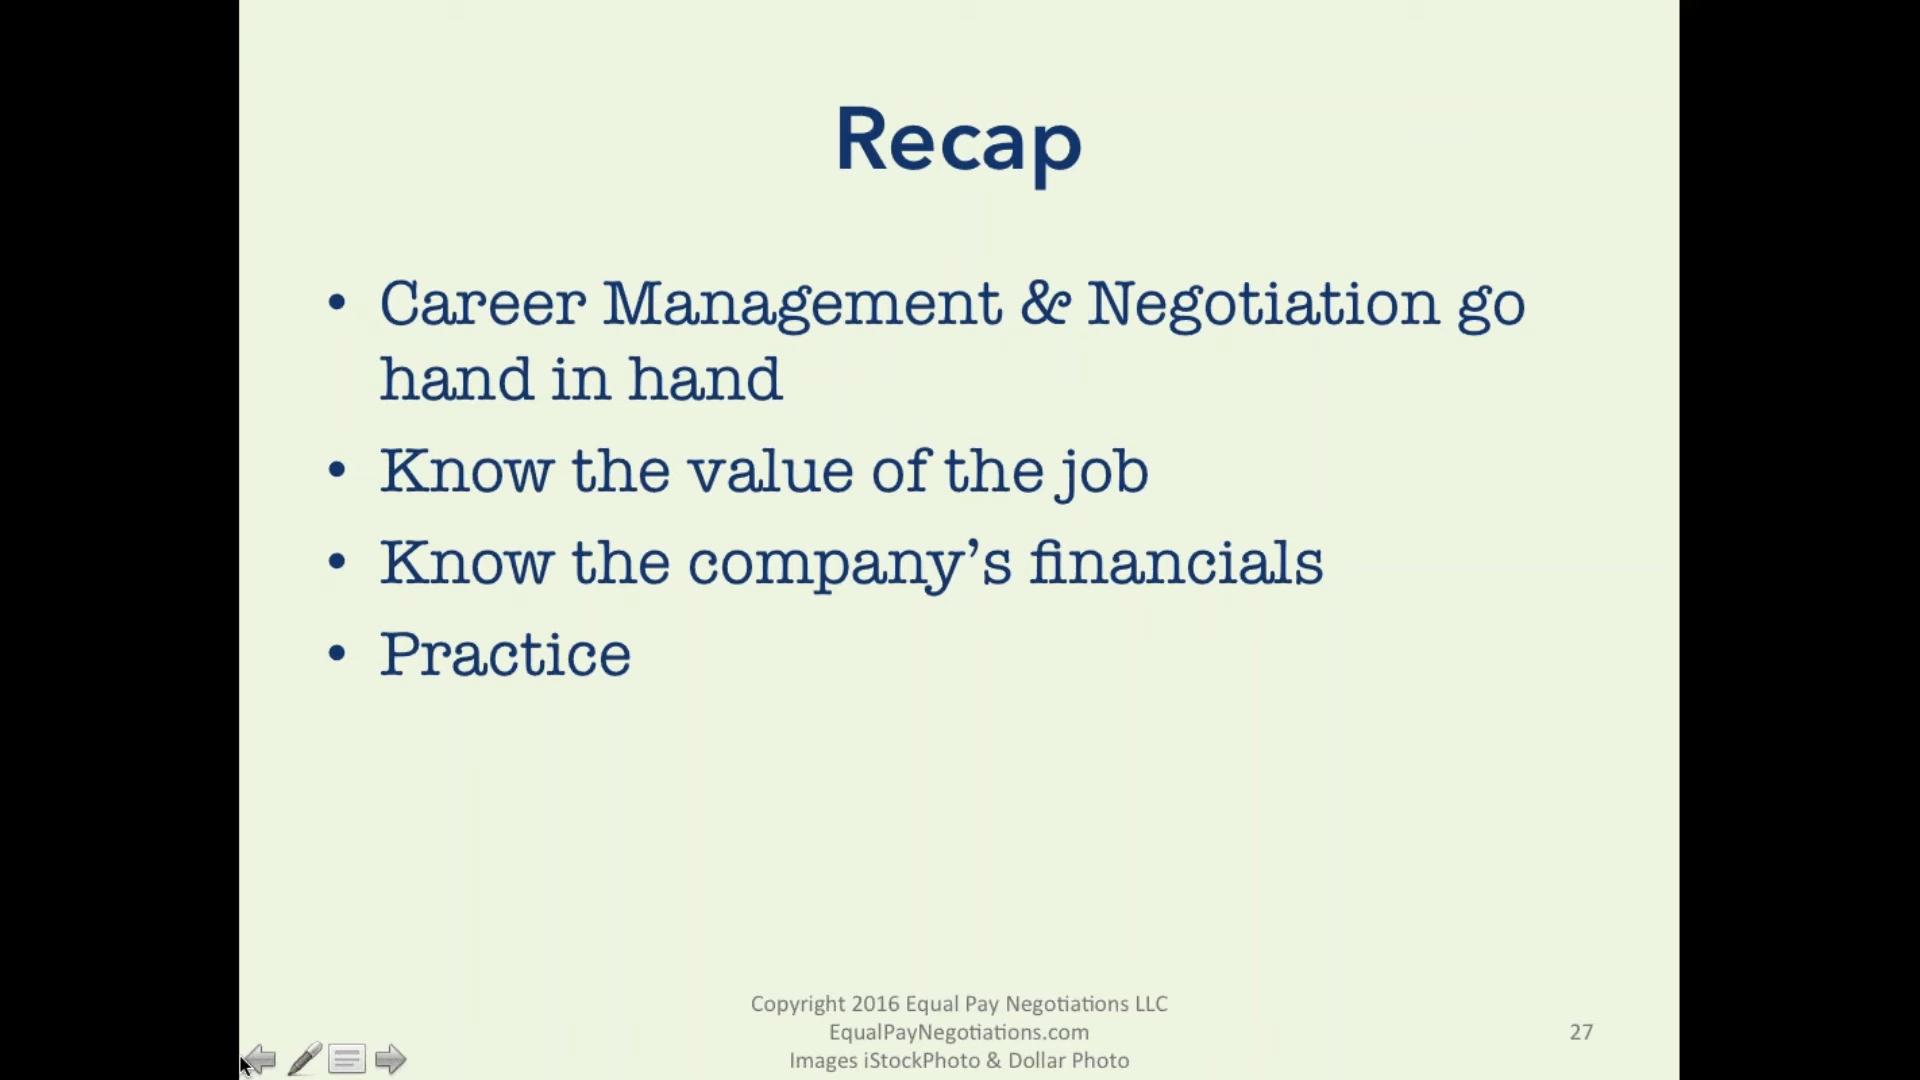 Recap
• Career Management & Negotiation go
hand in hand
• Know the value of the job
• Know the company’s financials
• Practice
Copyright 2016 Equal Pay Negotiations LLC
EqualPayNegotiations.com
27
Images iStockPhoto & Dollar Photo